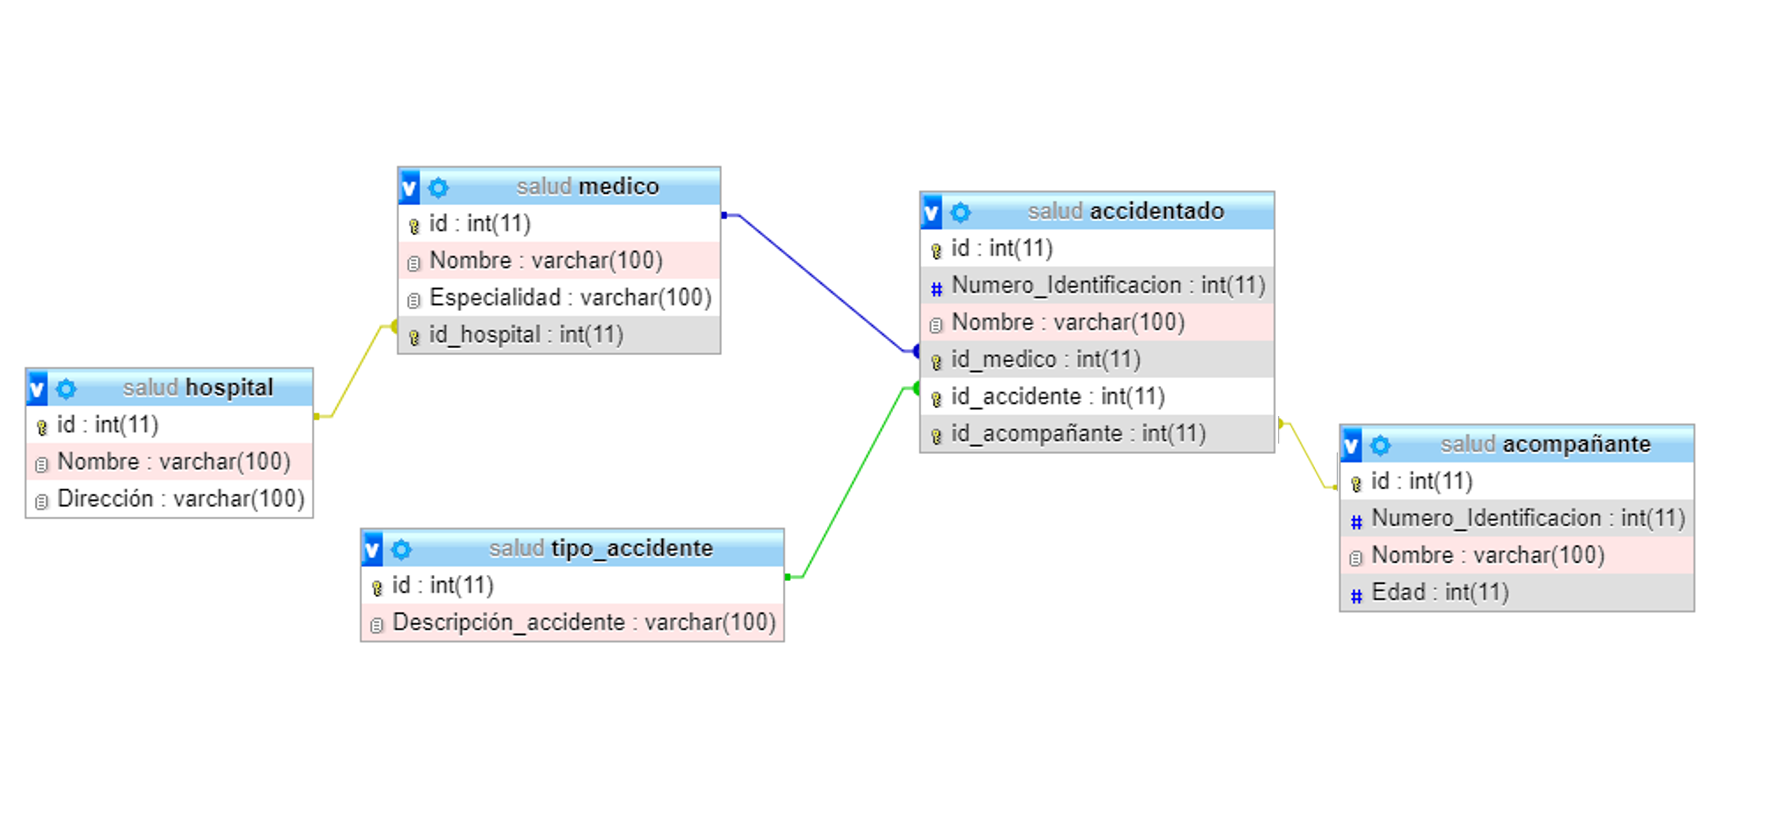 salud medico
id : int(11)
Nombre : varchar(100)
Especialidad : varchar(100)
id_hospital : int(11)
salud hospital
id : int(11)
Nombre : varchar(100)
Dirección : varchar(100)
salud tipo_accidente
id : int(11)
Descripción_accidente : varchar(100)
salud accidentado
id : int(11)
# Numero_Identificacion : int(11)
Nombre : varchar(100)
id_medico : int(11)
id_accidente : int(11)
id_acompañante : int(11)
salud acompañante
id : int(11)
# Numero_Identificacion : int(11)
Nombre : varchar(100)
# Edad : int(11)